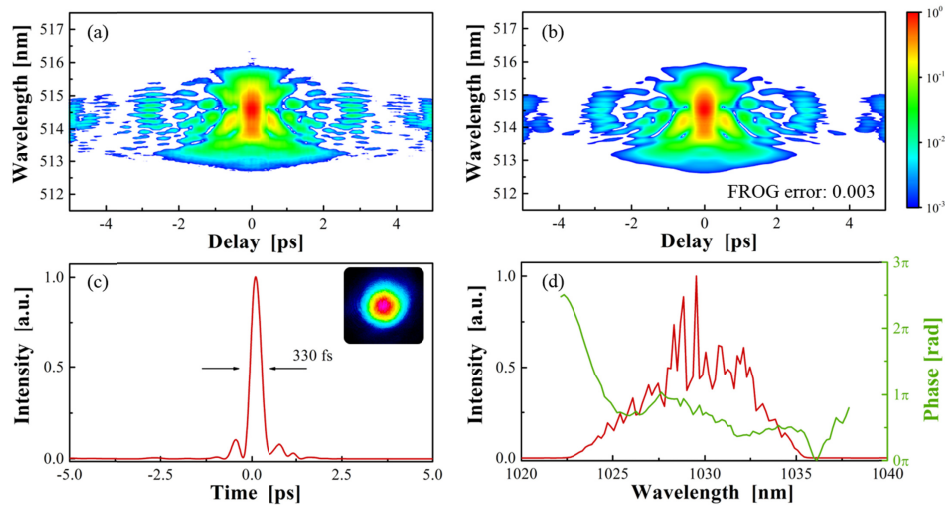 (a)
517
516
515
514
513
512
Wavelength [nm]
-4
-2
0
2
4
Delay [ps]
(b)
517
516
515
514
513
512
Wavelength [nm]
FROG error: 0.003
-4
-2
0
2
4
Delay [ps]
10⁰
10⁻¹
10⁻²
10⁻³
(c)
1.0
0.5
0.0
Intensity [a.u.]
330 fs
-5.0
-2.5
0.0
2.5
5.0
Time [ps]
(d)
1.0
0.5
0.0
Intensity [a.u.]
3π
2π
1π
0π
Phase [rad]
1020
1025
1030
1035
1040
Wavelength [nm]